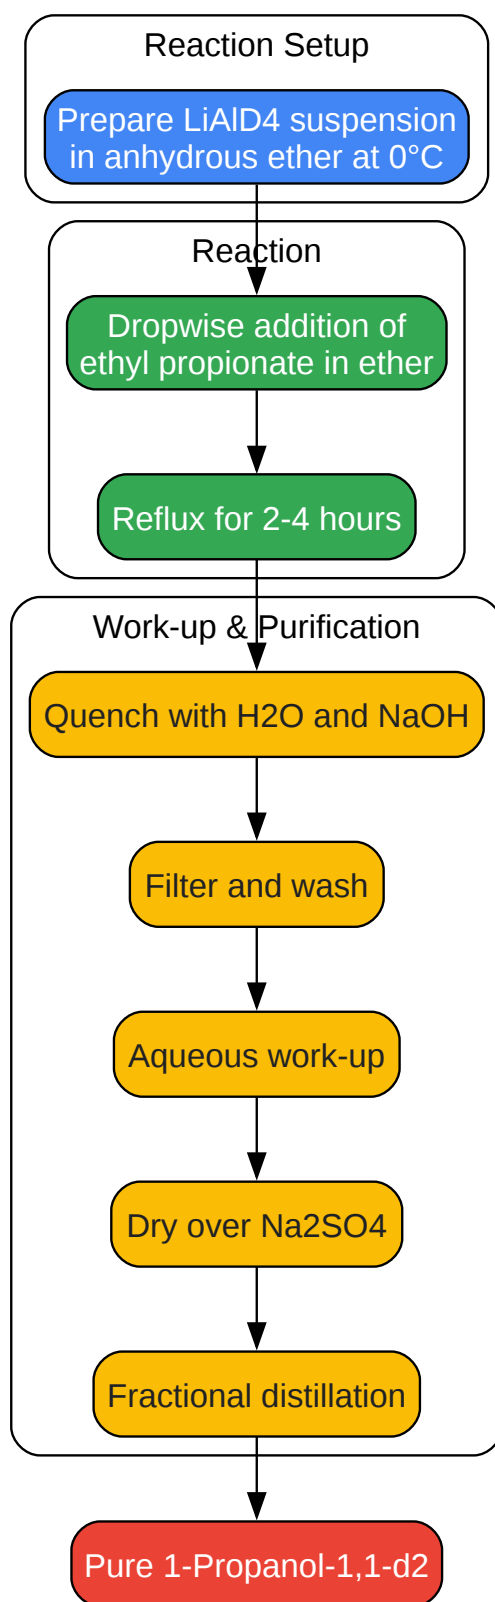 Reaction Setup
Prepare LiAlD4 suspension
in anhydrous ether at 0°C
Reaction
Dropwise addition of
ethyl propionate in ether
Reflux for 2-4 hours
Work-up & Purification
Quench with H2O and NaOH
Filter and wash
Aqueous work-up
Dry over Na2SO4
Fractional distillation
Pure 1-Propanol-1,1-d2